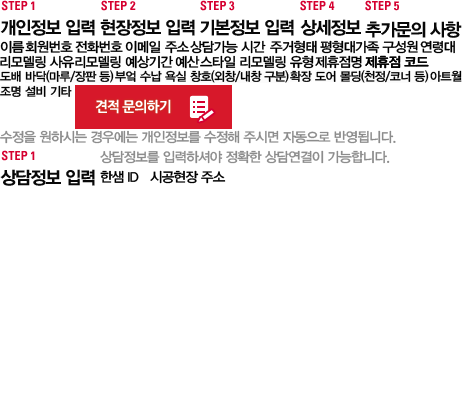 STEP 1 STEP 2 STEP 3 STEP 4 STEP 5
개인정보 입력 현장정보 입력 기본정보 입력 상세정보 추가문의 사항
이름 회원번호 전화번호 이메일 주소 상담가능 시간 주거형태 평형대 가족 구성원 연령대
리모델링 사유 리모델링 예상기간 예산 스타일 리모델링 유형 제휴점명 제휴점 코드
도배 바닥(마루/장판 등) 부엌 수납 욕실 창호(외창/내창 구분) 확장 도어 몰딩(천정/코너 등) 아트월
조명 설비 기타
견적 문의하기
수정을 원하시는 경우에는 개인정보를 수정해 주시면 자동으로 반영됩니다.
STEP 1 상담정보를 입력하셔야 정확한 상담연결이 가능합니다.
상담정보 입력 한샘 ID 시공현장 주소